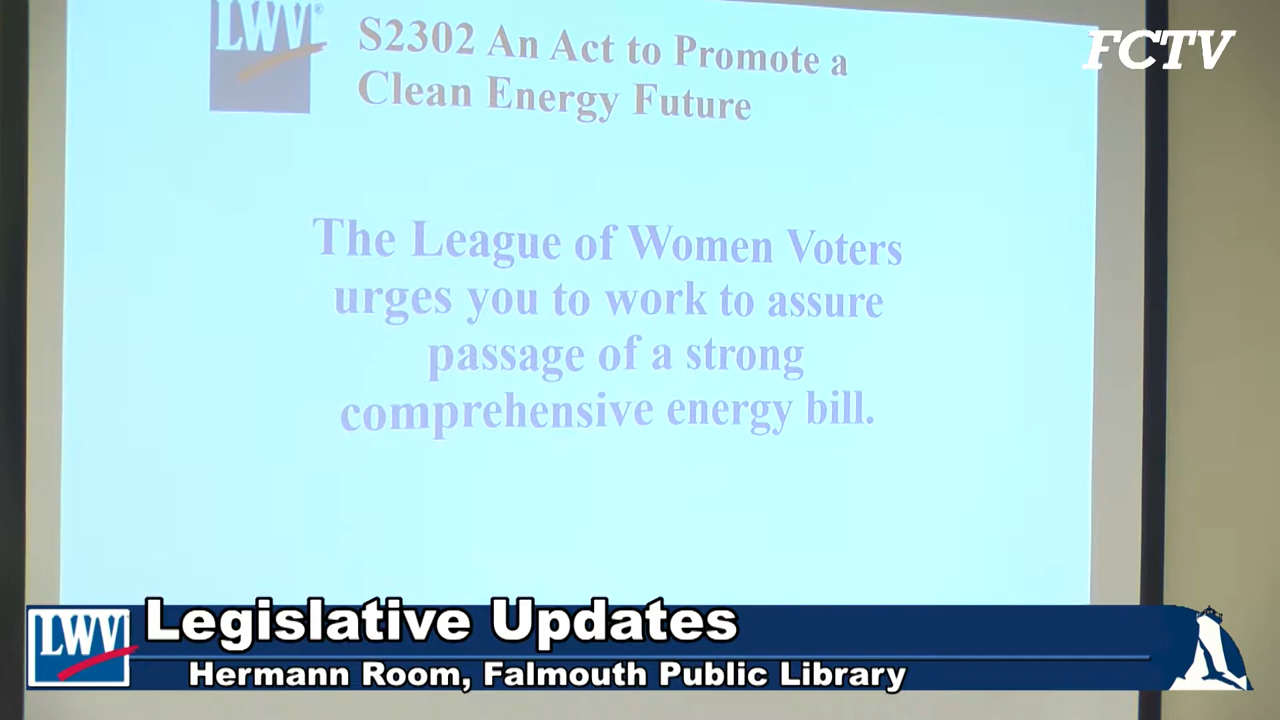 LWV®
S2302 An Act to Promote a
Clean Energy Future
FCTV
The League of Women Voters
urges you to work to assure
passage of a strong
comprehensive energy bill.
LWV
Legislative Updates
Hermann Room, Falmouth Public Library